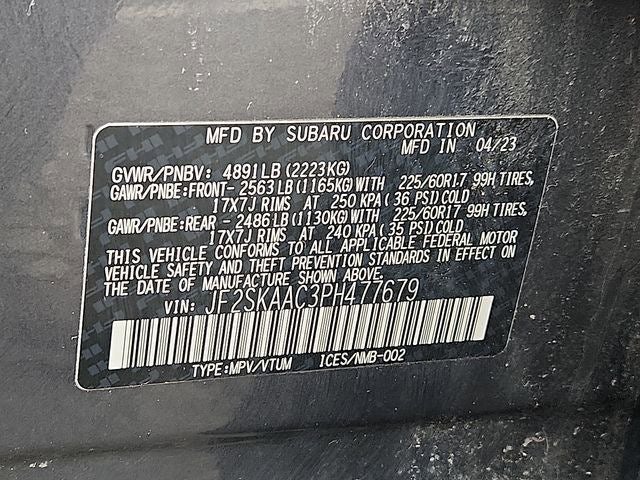 MFD BY SUBARU CORPORATION
MFD IN 04/23
GVWR/PNBV: 4891LB(2223KG)
GAWR/PNBE:FRONT- 2563LB(1165KG)WITH 225/60R17 99H TIRES,
17X7J RIMS AT 250 KPA(36 PSI)COLD
GAWR/PNBE:REAR - 2486LB(1130KG)WITH 225/60R17 99H TIRES,
17X7J RIMS AT 240 KPA(35 PSI)COLD
THIS VEHICLE CONFORMS TO ALL APPLICABLE FEDERAL MOTOR
VEHICLE SAFETY AND THEFT PREVENTION STANDARDS IN EFFECT ON
THE DATE OF MANUFACTURE SHOWN ABOVE.
VIN: JF2SKAAC3PH477679
TYPE:MPV/VTUM ICES/NMB-002